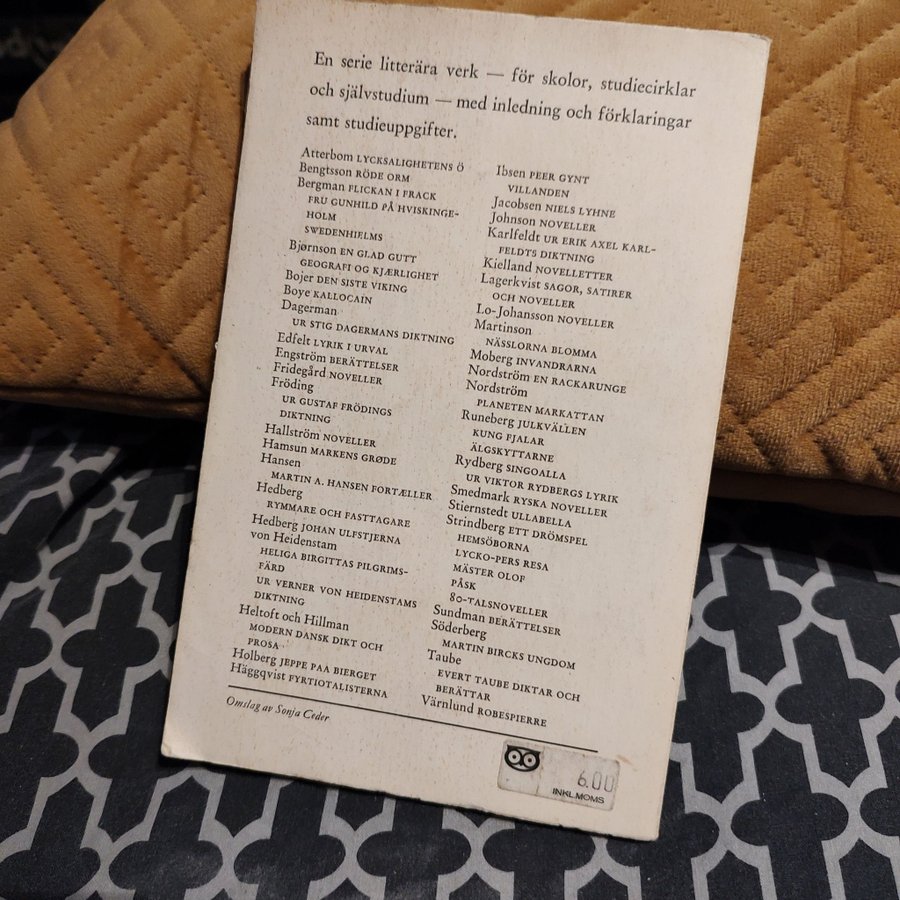 En serie litterära verk — för skolor, studiecirklar
och självstudium — med inledning och förklaringar
samt studieuppgifter.
Atterbom LYCKSALIGHETENS Ö
Bengtsson RÖDE ORM
Bergman FLICKAN I FRACK
FRU GUNHILD PÅ HVISKINGE-
HOLM
SWEDENHIELMS
Bjørnson EN GLAD GUTT
GEOGRAFI OG KJÆRLIGHET
Bojer DEN SISTE VIKING
Boye KALLOCAIN
Dagerman
UR STIG DAGERMANS DIKTNING
Edfelt LYRIK I URVAL
Engström BERÄTTELSER
Fridegård NOVELLER
Fröding
UR GUSTAF FRÖDINGS
DIKTNING
Hallström NOVELLER
Hamsun MARKENS GRØDE
Hansen
MARTIN A. HANSEN FORTÆLLER
Hedberg
RYMMARE OCH FASTTAGARE
Hedberg JOHAN ULFSTJERNA
von Heidenstam
HELIGA BIRGITTAS PILGRIMS-
FÄRD
UR VERNER VON HEIDENSTAMS
DIKTNING
Heltoft och Hillman
MODERN DANSK DIKT OCH
PROSA
Holberg JEPPE PAA BIERGET
Häggqvist FYRTIOTALISTERNA
Ibsen PEER GYNT
VILLANDEN
Jacobsen NIELS LYHNE
Johnson NOVELLER
Karlfeldt UR ERIK AXEL KARL-
FELDTS DIKTNING
Kielland NOVELLETTER
Lagerkvist SAGOR, SATIRER
OCH NOVELLER
Lo-Johansson NOVELLER
Martinson
NÄSSLORNA BLOMMA
Moberg INVANDRARNA
Nordström EN RACKARUNGE
Nordström
PLANETEN MARKATTAN
Runeberg JULKVÄLLEN
KUNG FJALAR
ÄLGSKYTTARNE
Rydberg SINGOALLA
UR VIKTOR RYDBERGS LYRIK
Smedmark RYSKA NOVELLER
Stiernstedt ULLABELLA
Strindberg ETT DRÖMSPEL
HEMSÖBORNA
LYCKO-PERS RESA
MÄSTER OLOF
PÅSK
80-TALSNOVELLER
Sundman BERÄTTELSER
Söderberg
MARTIN BIRCKS UNGDOM
Taube
EVERT TAUBE DIKTAR OCH
BERÄTTAR
Värnlund ROBESPIERRE
Omslag av Sonja Ceder
6.00
INKL.MOMS